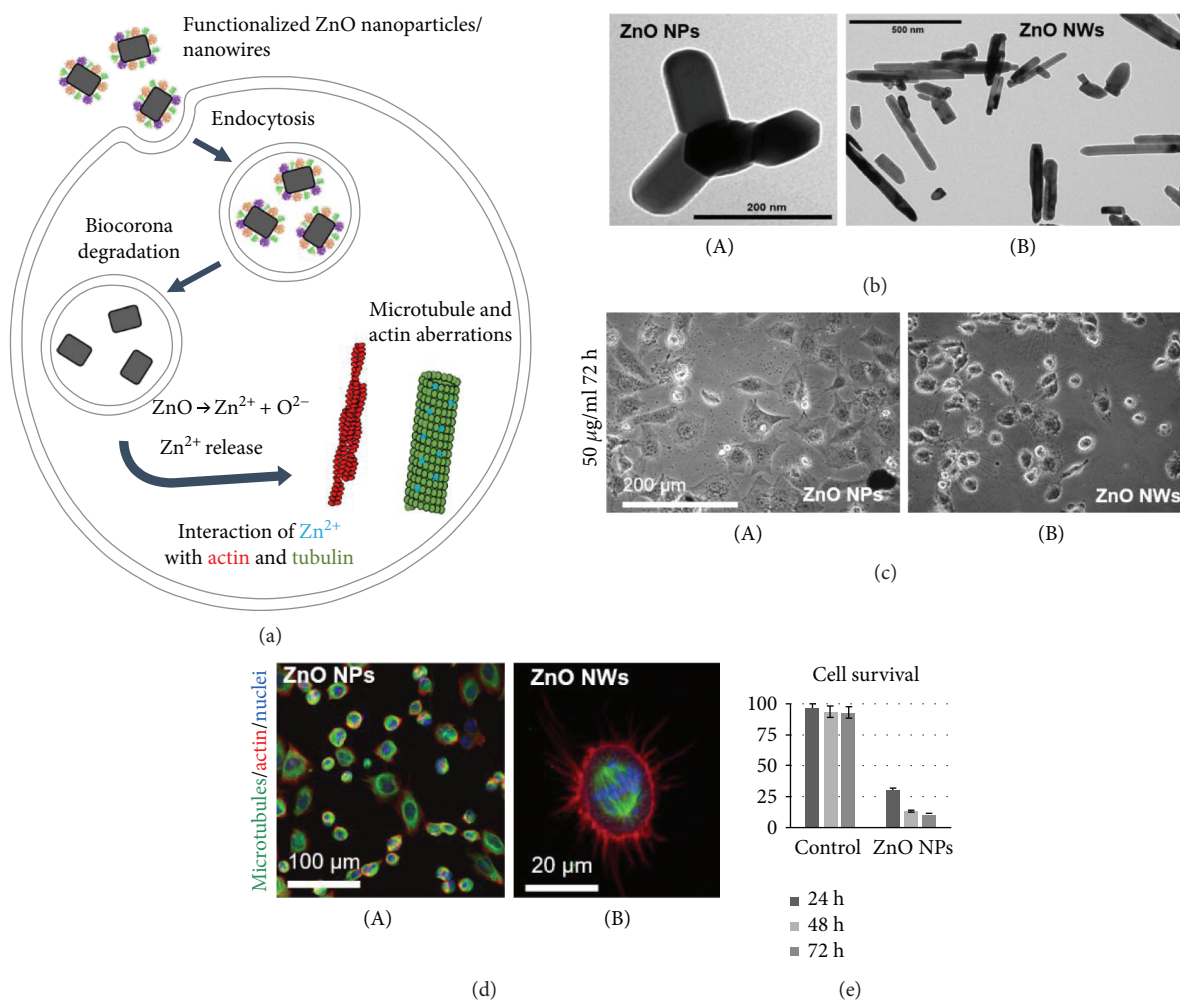 Functionalized ZnO nanoparticles/
nanowires
Endocytosis
Biocorona
degradation
Microtubule and
actin aberrations
ZnO → Zn²⁺ + O²⁻
Zn²⁺ release
Interaction of Zn²⁺
with actin and tubulin
(a)
ZnO NPs
200 nm
(A)
500 nm
ZnO NWs
(B)
(b)
50 μg/ml 72 h
200 μm
ZnO NPs
(A)
ZnO NWs
(B)
(c)
Microtubules/actin/nuclei
ZnO NPs
100 μm
(A)
ZnO NWs
20 μm
(B)
(d)
Cell survival
100
75
50
25
0
Control
ZnO NPs
24 h
48 h
72 h
(e)